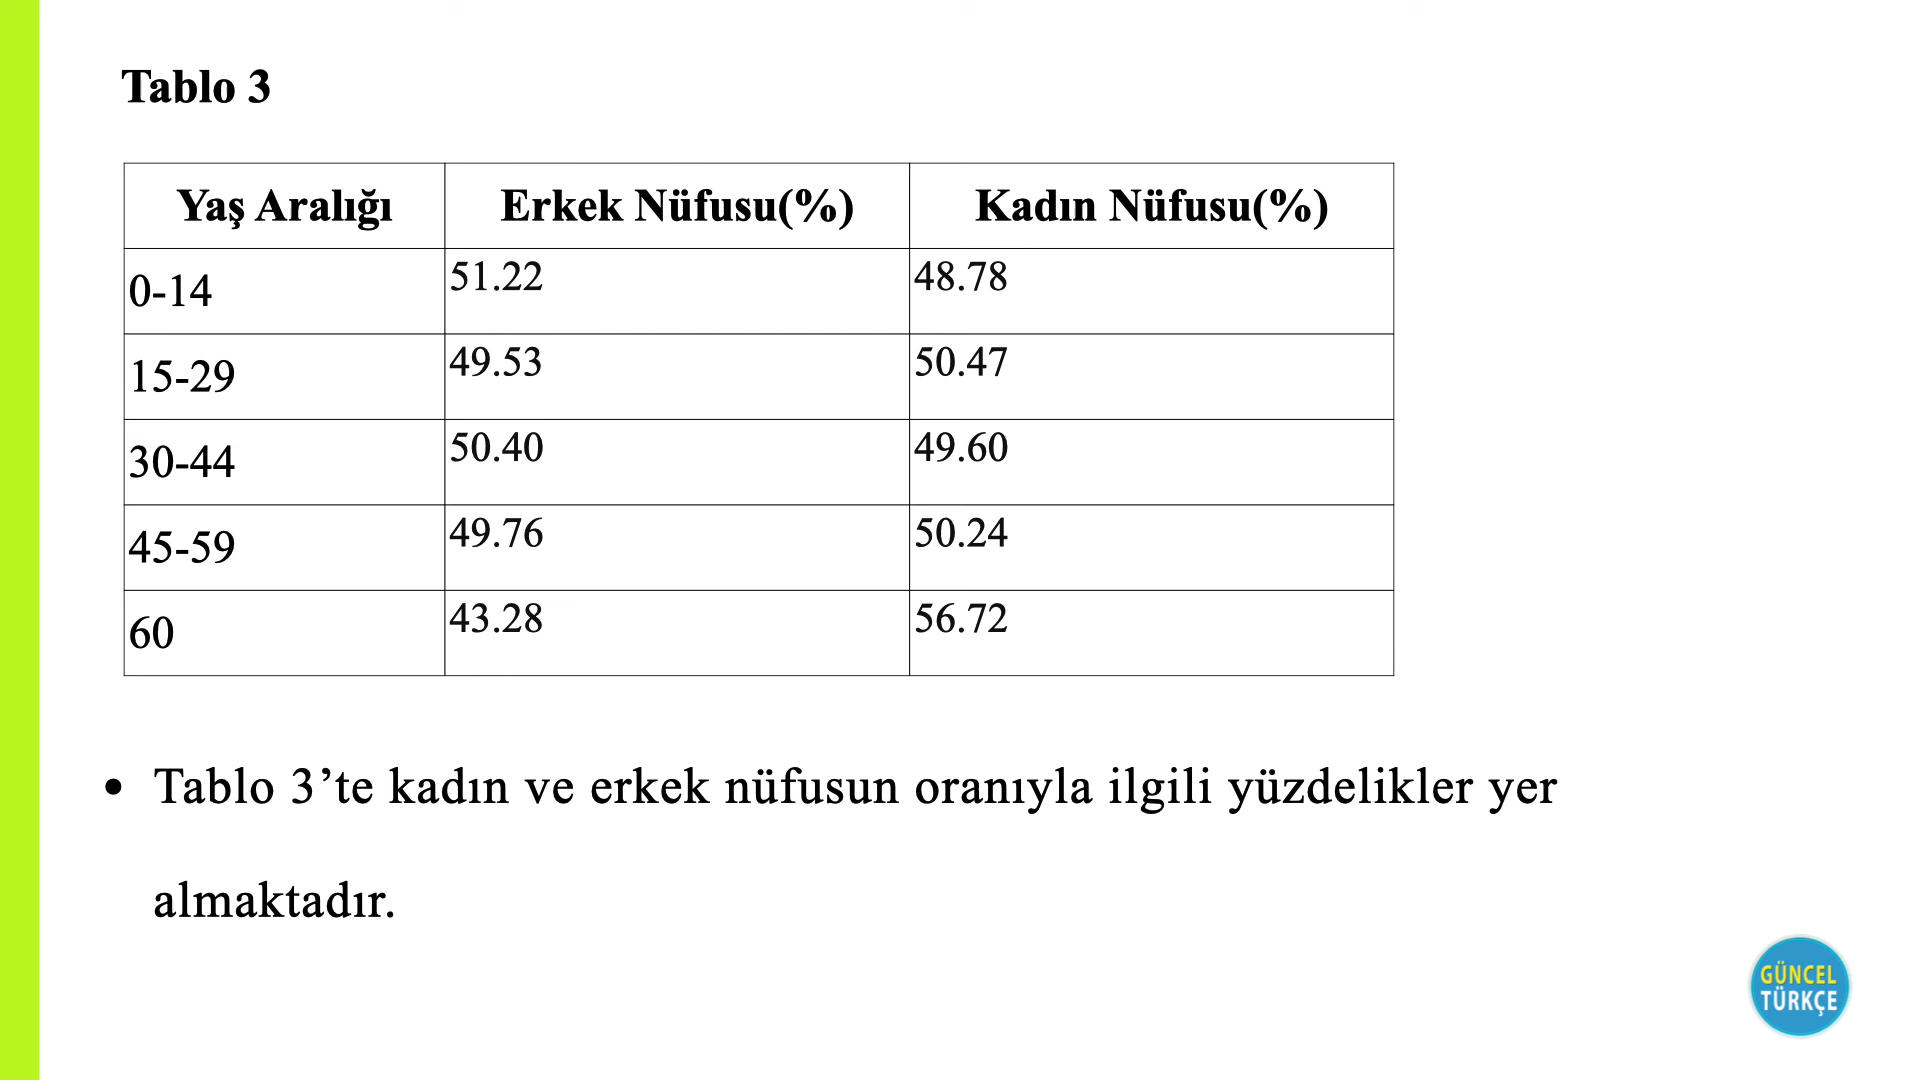 Tablo 3
Yaş Aralığı Erkek Nüfusu(%) Kadın Nüfusu(%)
0-14 51.22 48.78
15-29 49.53 50.47
30-44 50.40 49.60
45-59 49.76 50.24
60 43.28 56.72
• Tablo 3’te kadın ve erkek nüfusun oranıyla ilgili yüzdelikler yer
almaktadır.
GÜNCEL
TÜRKÇE